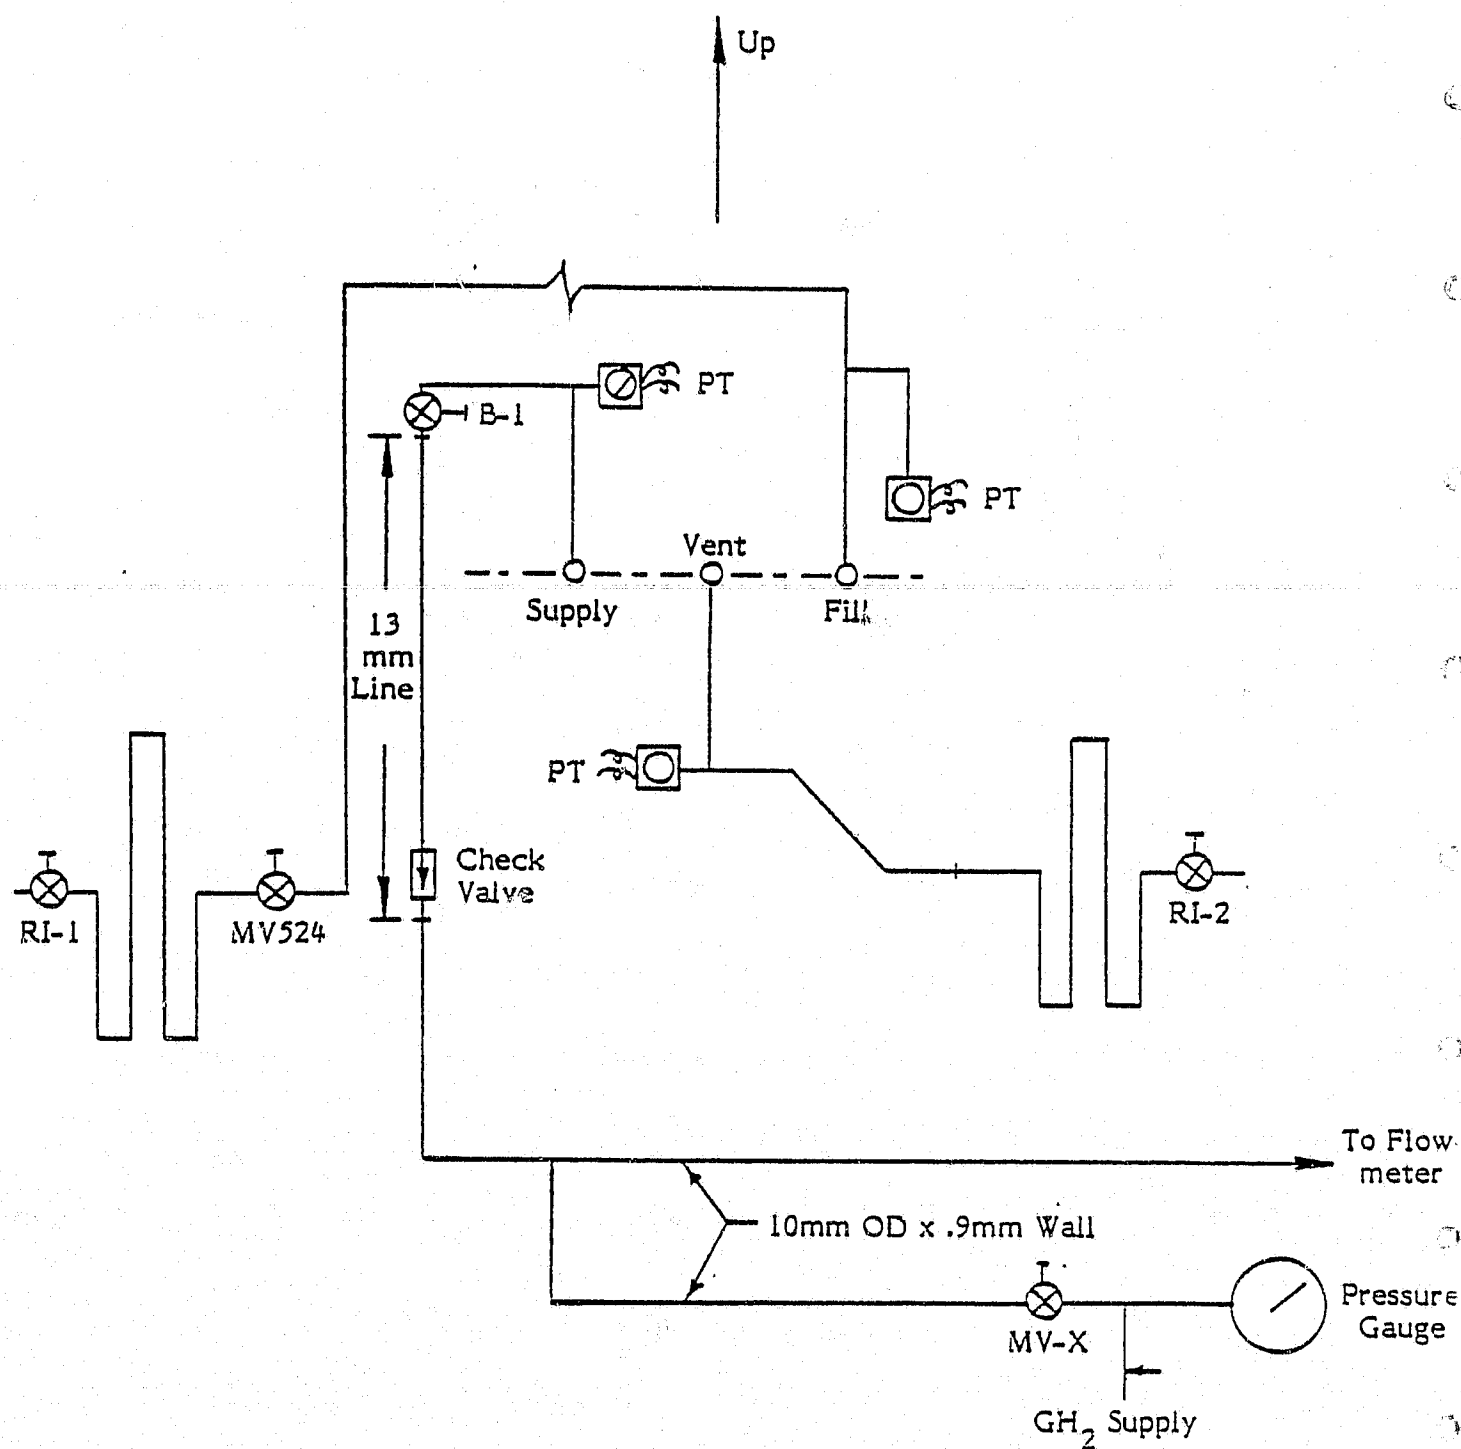 Up
PT
B-1
PT
Vent
Supply
Fill
13
mm
Line
PT
Check
Valve
RI-1
MV524
RI-2
To Flow
meter
10mm OD x .9mm Wall
Pressure
Gauge
MV-X
GH2 Supply